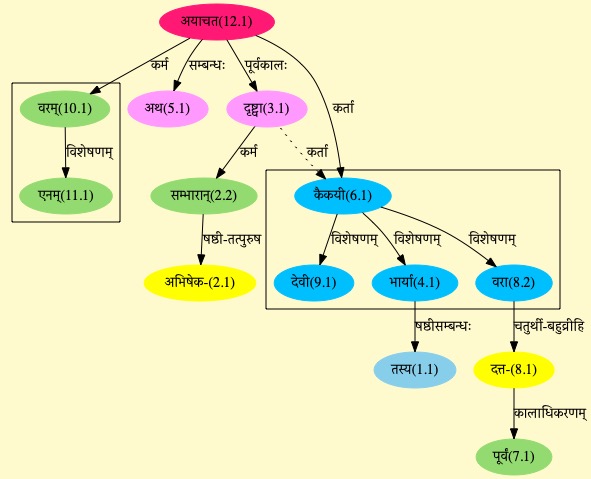 अयाचत(12.1)
कर्म सम्बन्धः पूर्वकालः
वरम्(10.1) अथ(5.1) दृष्ट्वा(3.1) कर्ता
विशेषणम् कर्म कर्ता
एनम्(11.1) सम्भारान्(2.2) कैकयी(6.1)
षष्ठी-तत्पुरुष विशेषणम् विशेषणम् विशेषणम्
अभिषेक-(2.1) देवी(9.1) भार्या(4.1) वरा(8.2)
षष्ठीसम्बन्धः चतुर्थी-बहुव्रीहि
तस्य(1.1) दत्त-(8.1)
कालाधिकरणम्
पूर्वं(7.1)